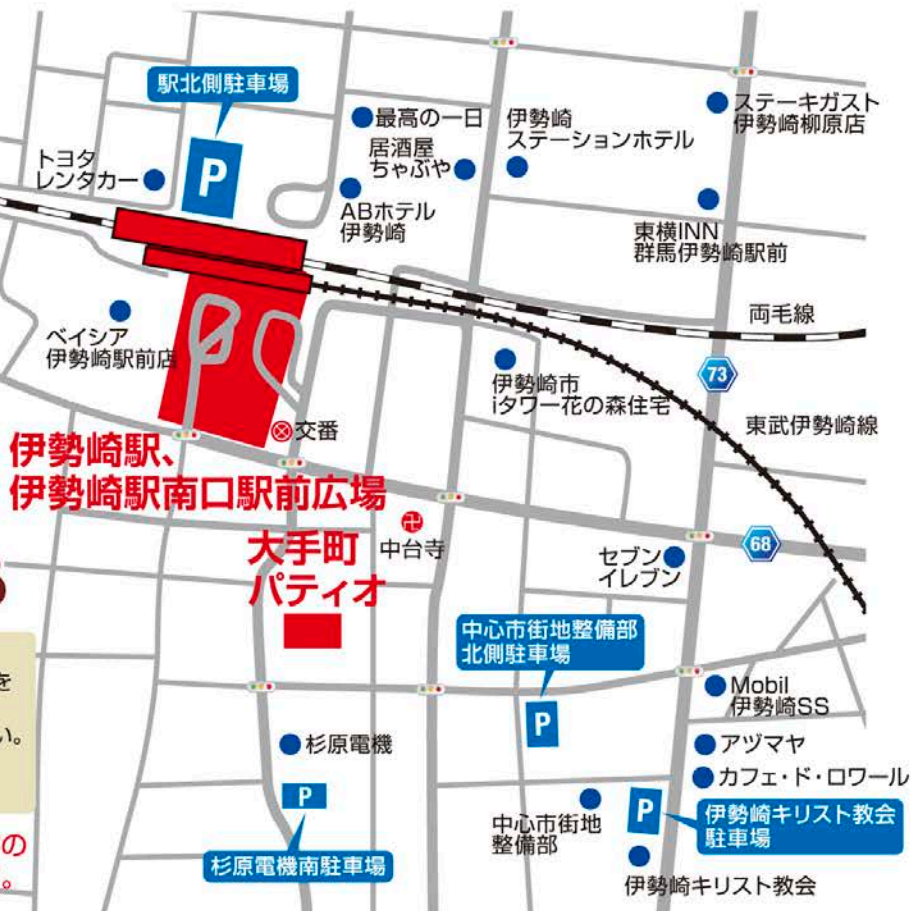 駅北側駐車場
P
トヨタ
レンタカー
最高の一日
居酒屋
ちゃぶや
ABホテル
伊勢崎
伊勢崎
ステーションホテル
ステーキガスト
伊勢崎柳原店
東横INN
群馬伊勢崎駅前
両毛線
ベイシア
伊勢崎駅前店
73
伊勢崎市
iタワー花の森住宅
東武伊勢崎線
交番
伊勢崎駅、
伊勢崎駅南口駅前広場
大手町
パティオ
中台寺
セブン
イレブン
68
中心市街地整備部
北側駐車場
P
を
い。
の
。
Mobil
伊勢崎SS
杉原電機
アヅマヤ
カフェ・ド・ロワール
P
杉原電機南駐車場
中心市街地
整備部
P
伊勢崎キリスト教会
駐車場
伊勢崎キリスト教会